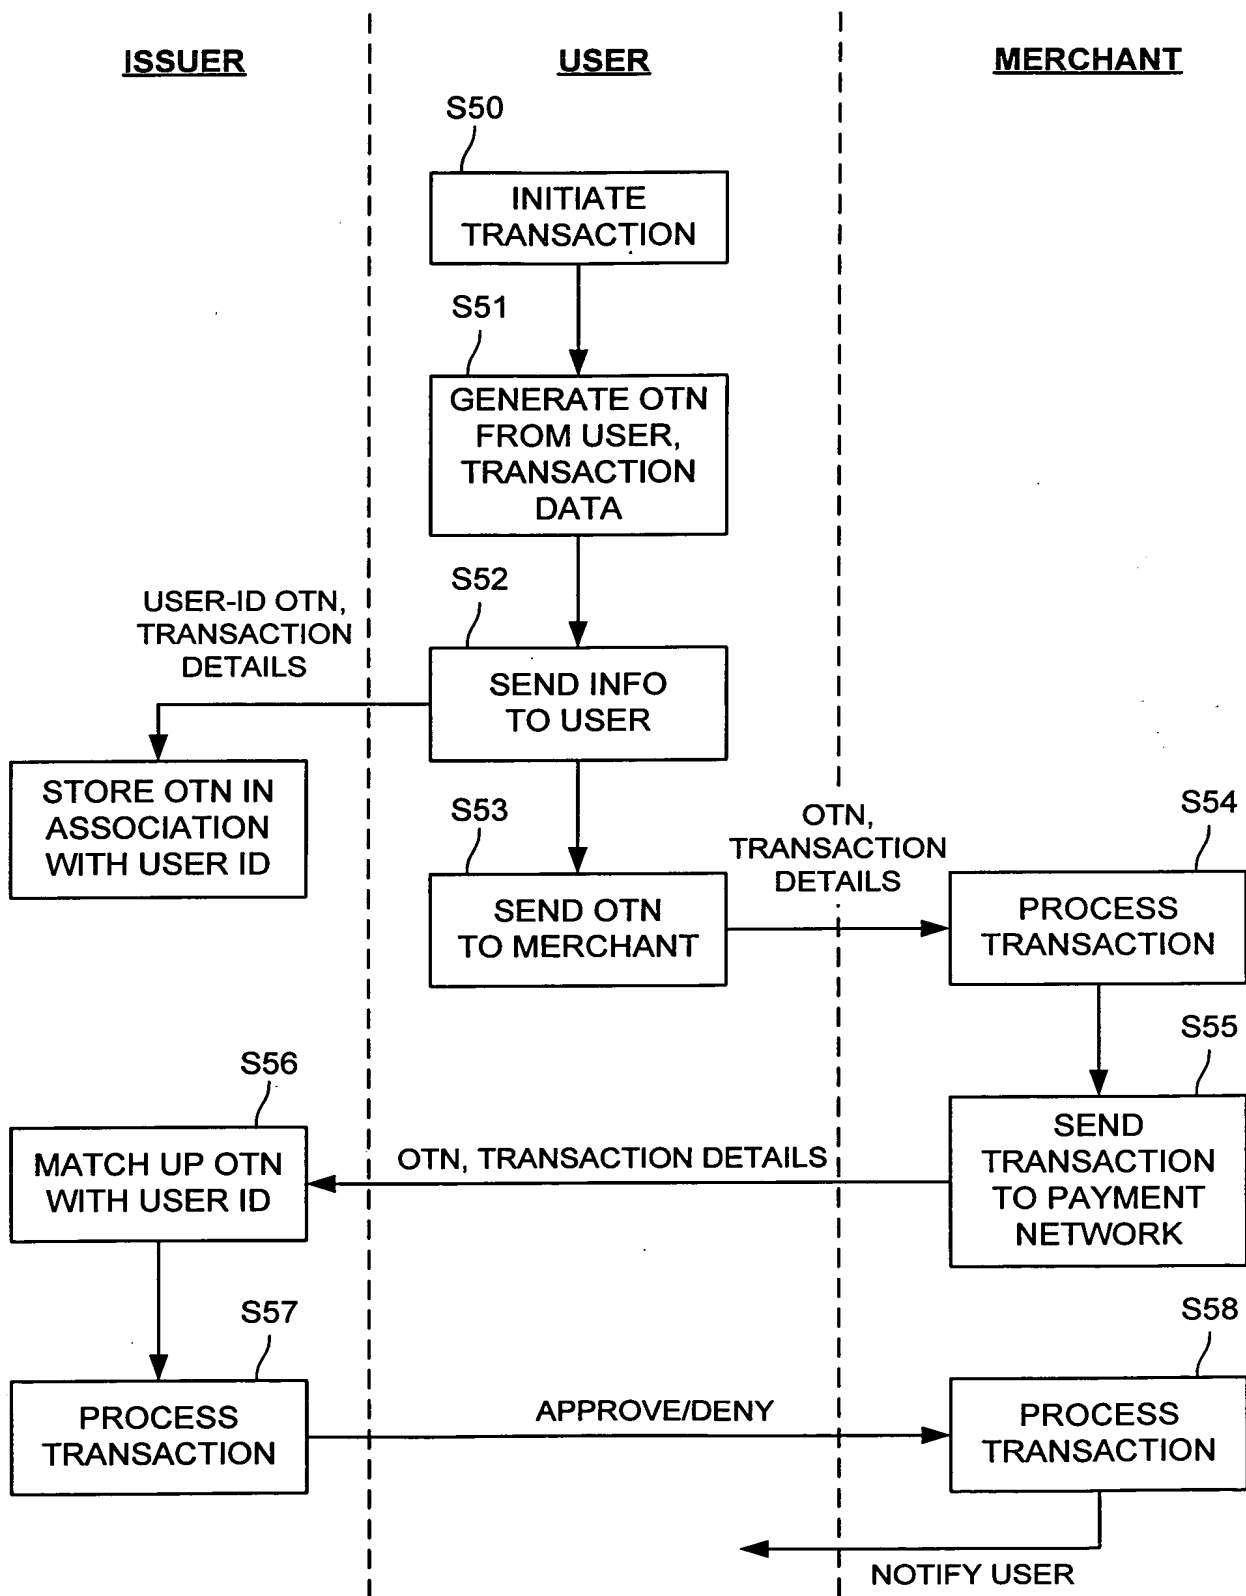 ISSUER
USER
MERCHANT
S50
INITIATE
TRANSACTION
S51
GENERATE OTN
FROM USER,
TRANSACTION
DATA
S52
USER-ID OTN,
TRANSACTION
DETAILS
SEND INFO
TO USER
STORE OTN IN
ASSOCIATION
WITH USER ID
S53
SEND OTN
TO MERCHANT
OTN,
TRANSACTION
DETAILS
S54
PROCESS
TRANSACTION
S55
SEND
TRANSACTION
TO PAYMENT
NETWORK
OTN, TRANSACTION DETAILS
S56
MATCH UP OTN
WITH USER ID
S57
PROCESS
TRANSACTION
APPROVE/DENY
S58
PROCESS
TRANSACTION
NOTIFY USER